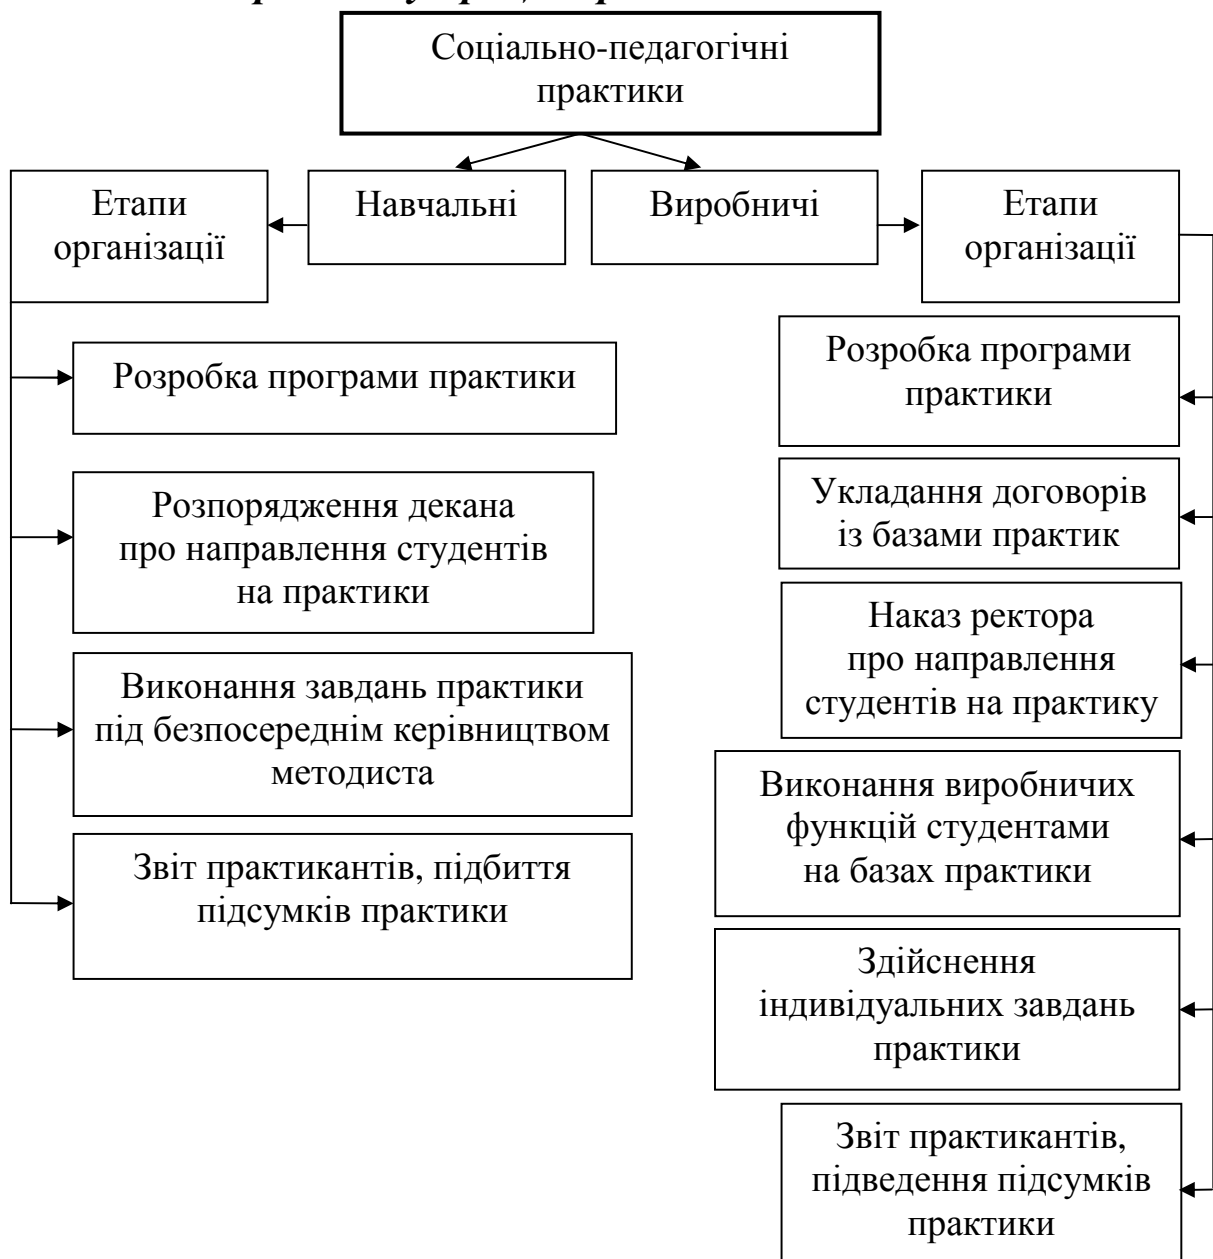 Соціально-педагогічні
практики
Етапи
організації
Навчальні
Виробничі
Етапи
організації
Розробка програми практики
Розпорядження декана
про направлення студентів
на практики
Виконання завдань практики
під безпосереднім керівництвом
методиста
Звіт практикантів, підбиття
підсумків практики
Розробка програми
практики
Укладання договорів
із базами практик
Наказ ректора
про направлення
студентів на практику
Виконання виробничих
функцій студентами
на базах практики
Здійснення
індивідуальних завдань
практики
Звіт практикантів,
підведення підсумків
практики